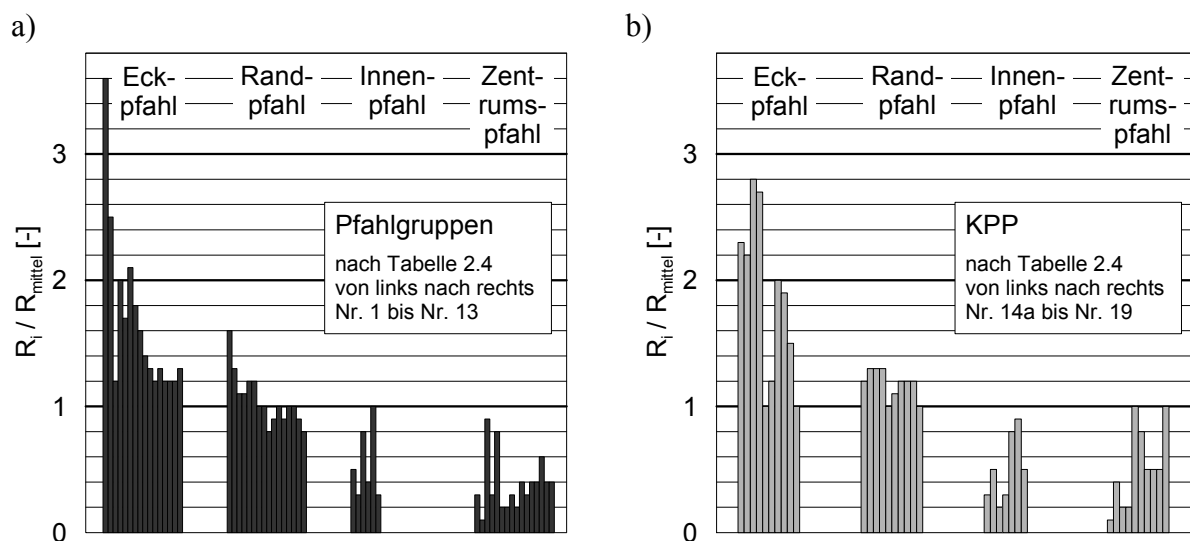 a)
Eck-
pfahl
Rand-
pfahl
Innen-
pfahl
Zent-
rums-
pfahl
3
2
1
0
R_i / R_mittel [-]
Pfahlgruppen
nach Tabelle 2.4
von links nach rechts
Nr. 1 bis Nr. 13
b)
Eck-
pfahl
Rand-
pfahl
Innen-
pfahl
Zent-
rums-
pfahl
3
2
1
0
R_i / R_mittel [-]
KPP
nach Tabelle 2.4
von links nach rechts
Nr. 14a bis Nr. 19